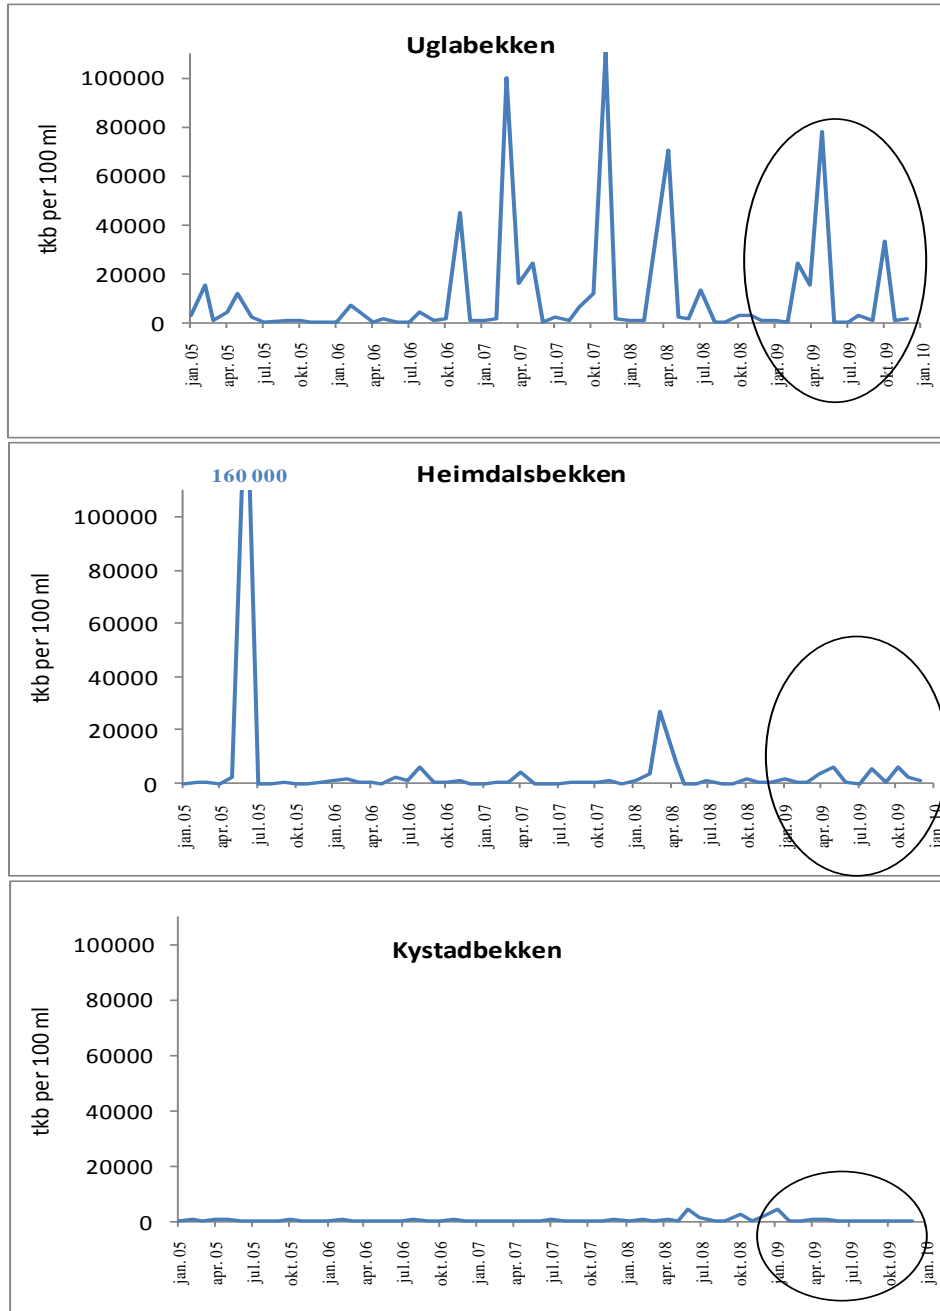 Uglabekken
tkb per 100 ml
100000
80000
60000
40000
20000
0
jan. 05
apr. 05
jul. 05
okt. 05
jan. 06
apr. 06
jul. 06
okt. 06
jan. 07
apr. 07
jul. 07
okt. 07
jan. 08
apr. 08
jul. 08
okt. 08
jan. 09
apr. 09
jul. 09
okt. 09
jan. 10
160 000
Heimdalsbekken
tkb per 100 ml
100000
80000
60000
40000
20000
0
jan. 05
apr. 05
jul. 05
okt. 05
jan. 06
apr. 06
jul. 06
okt. 06
jan. 07
apr. 07
jul. 07
okt. 07
jan. 08
apr. 08
jul. 08
okt. 08
jan. 09
apr. 09
jul. 09
okt. 09
jan. 10
Kystadbekken
tkb per 100 ml
100000
80000
60000
40000
20000
0
jan. 05
apr. 05
jul. 05
okt. 05
jan. 06
apr. 06
jul. 06
okt. 06
jan. 07
apr. 07
jul. 07
okt. 07
jan. 08
apr. 08
jul. 08
okt. 08
jan. 09
apr. 09
jul. 09
okt. 09
jan. 10